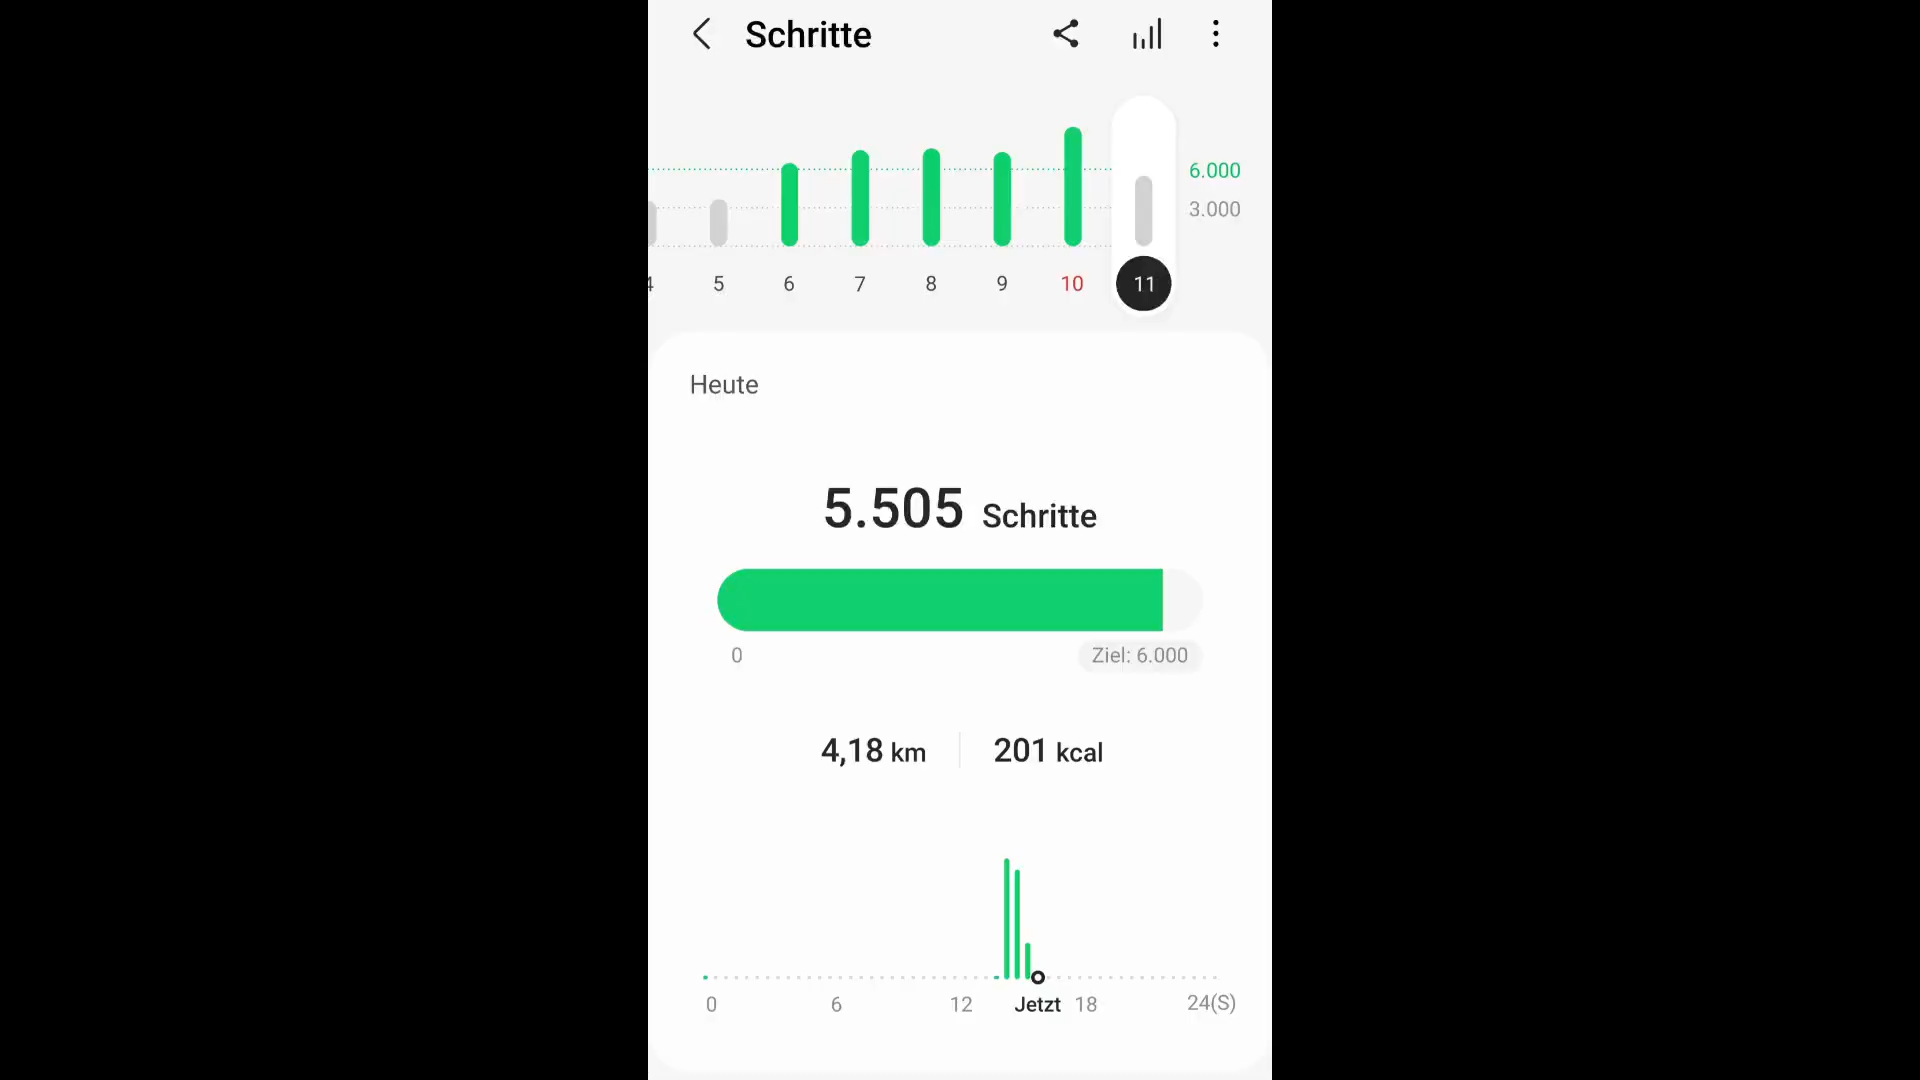 Schritte
6.000
3.000
4 5 6 7 8 9 10 11
Heute
5.505 Schritte
0 Ziel: 6.000
4,18 km 201 kcal
0 6 12 Jetzt 18 24(S)